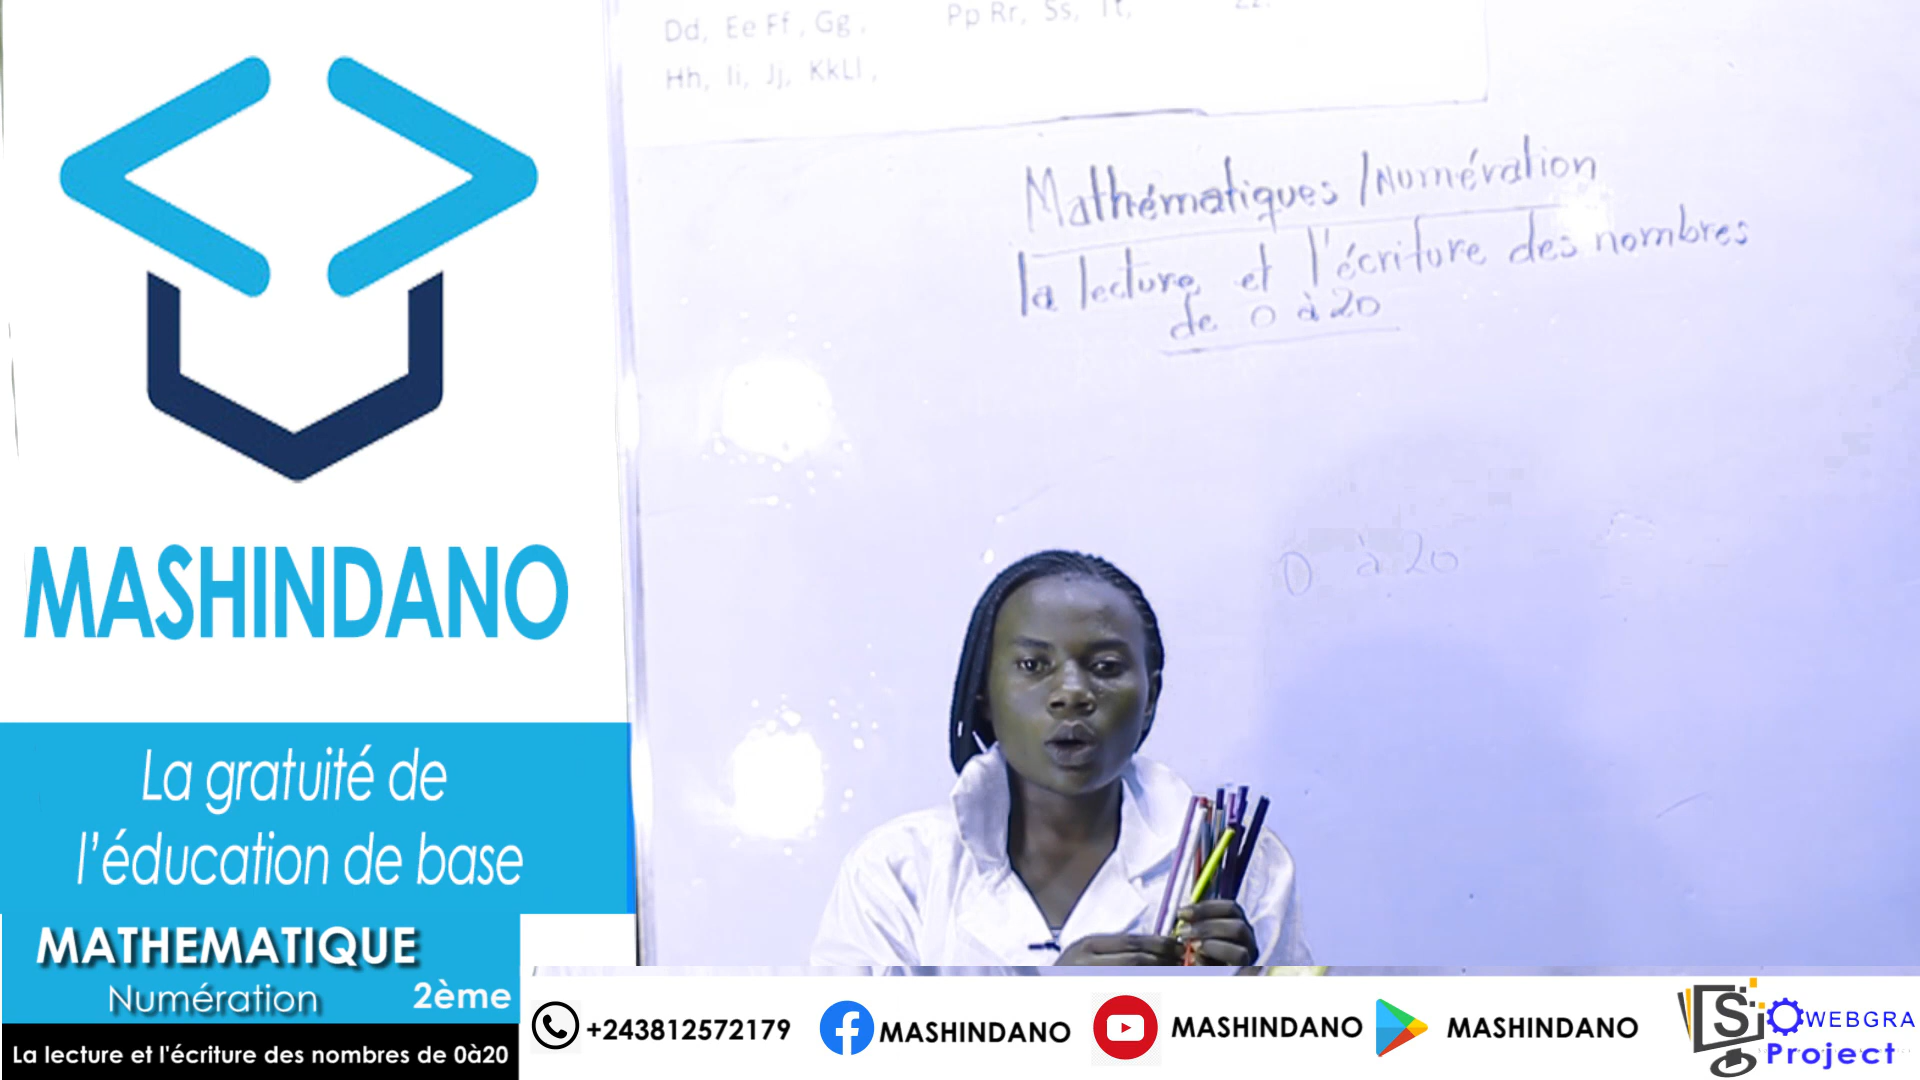 MASHINDANO
La gratuité de
l'éducation de base
MATHEMATIQUE
Numération 2ème
La lecture et l'écriture des nombres de 0à20
Dd, Ee Ff, Gg, Pp Rr, Ss, Tt,
Hh, Ii, Jj, KkLl,
Mathématiques / Numération
la lecture et l'écriture des nombres
de 0 à 20
0 à 20
+243812572179 MASHINDANO MASHINDANO MASHINDANO
WEBGRA
Project